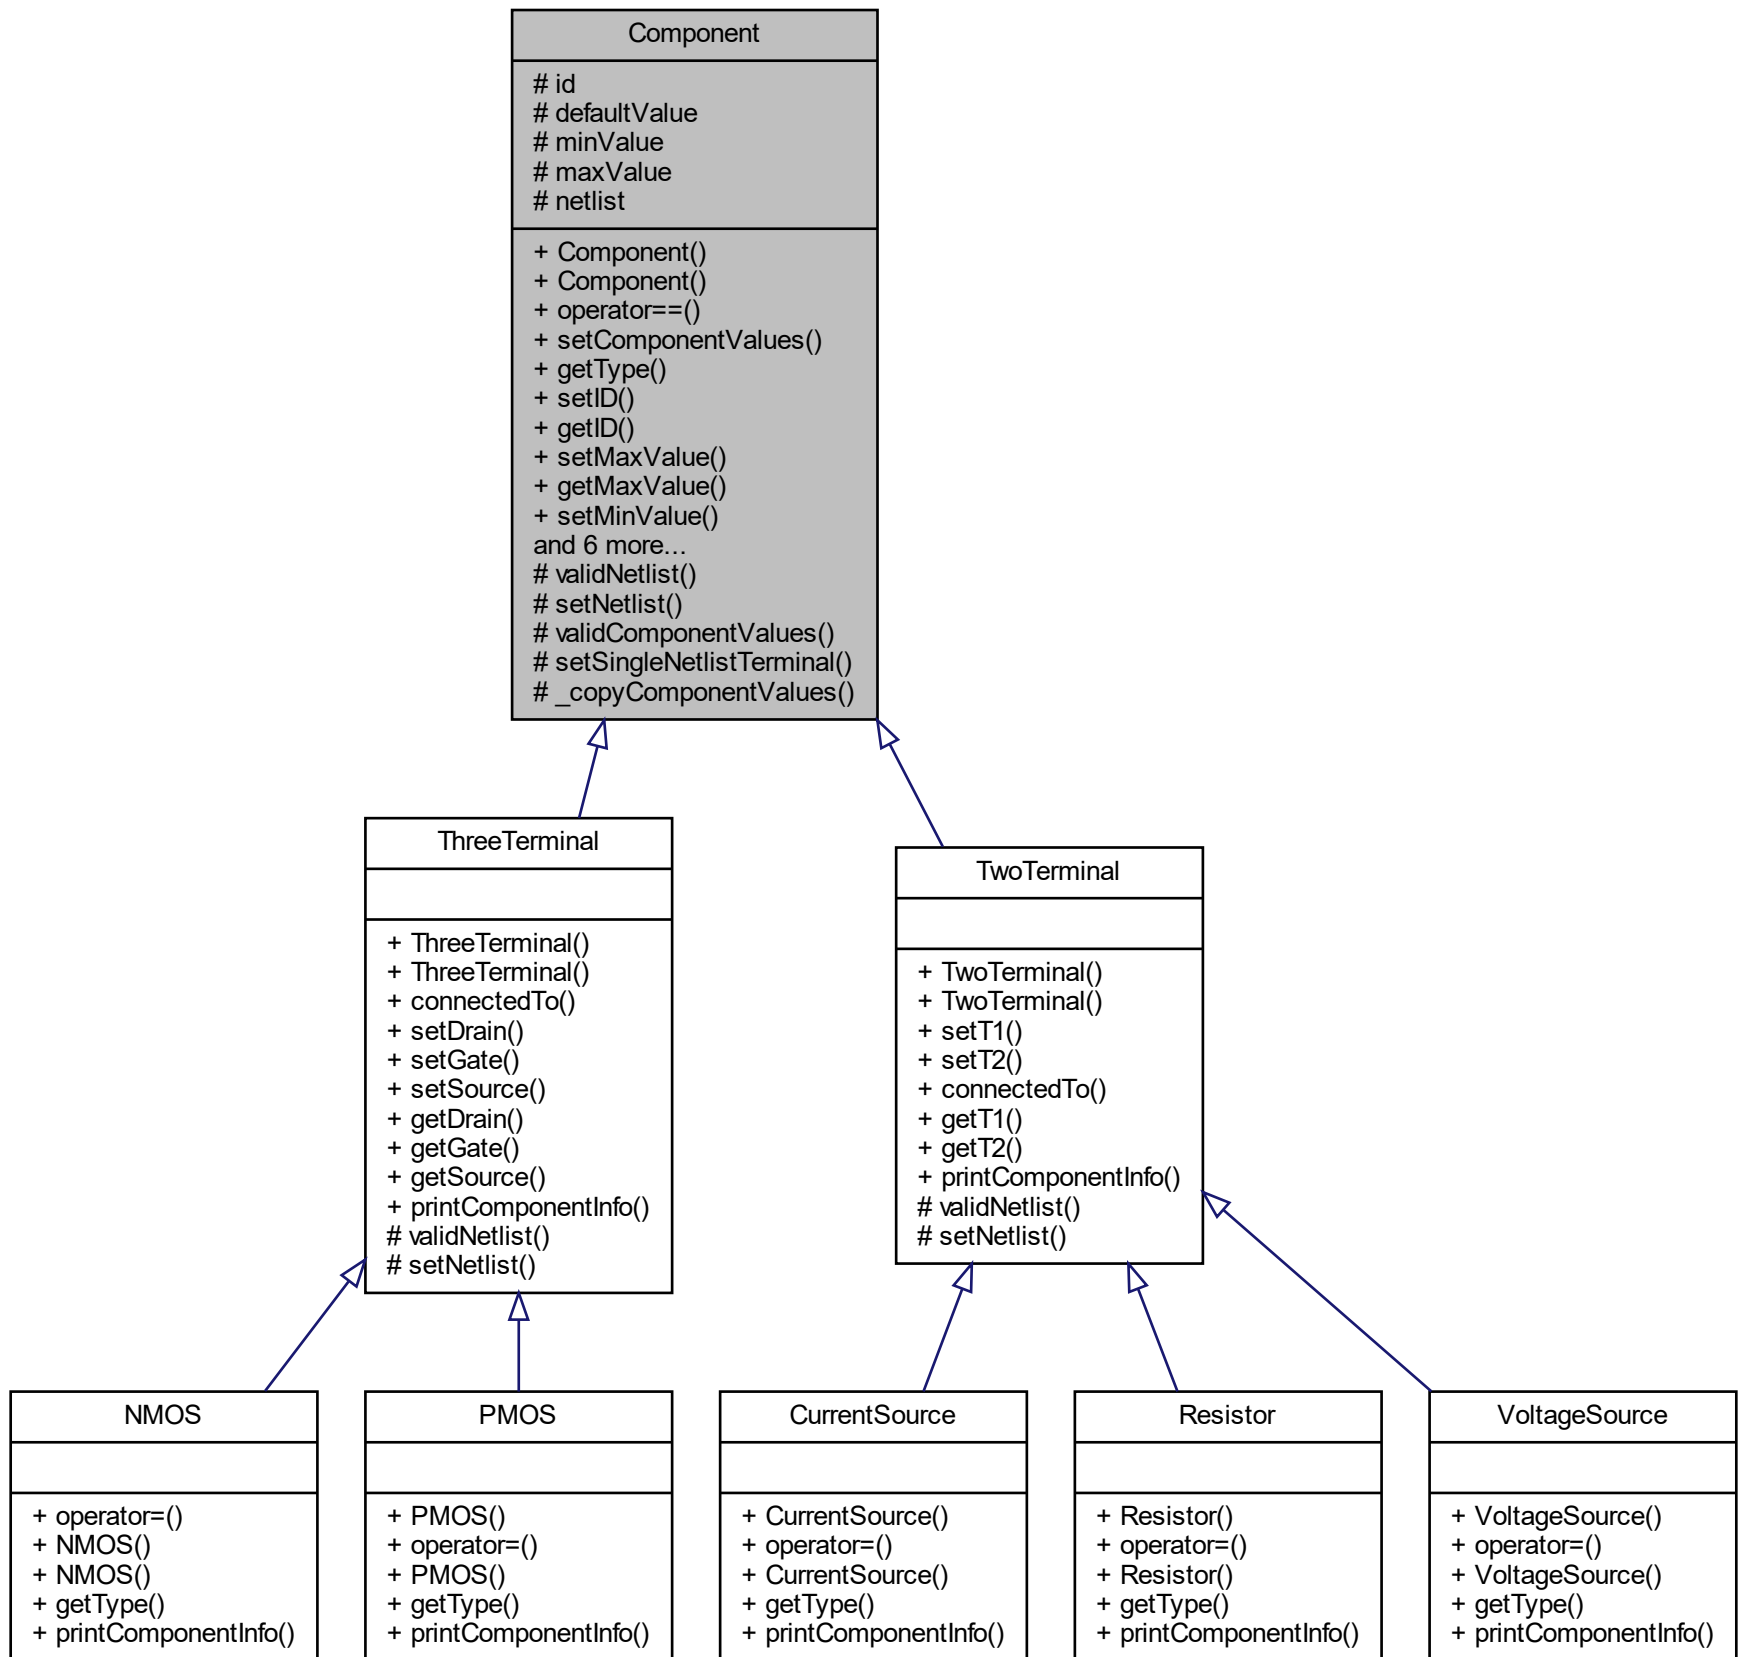 Component
# id
# defaultValue
# minValue
# maxValue
# netlist
+ Component()
+ Component()
+ operator==()
+ setComponentValues()
+ getType()
+ setID()
+ getID()
+ setMaxValue()
+ getMaxValue()
+ setMinValue()
and 6 more...
# validNetlist()
# setNetlist()
# validComponentValues()
# setSingleNetlistTerminal()
# _copyComponentValues()
ThreeTerminal
+ ThreeTerminal()
+ ThreeTerminal()
+ connectedTo()
+ setDrain()
+ setGate()
+ setSource()
+ getDrain()
+ getGate()
+ getSource()
+ printComponentInfo()
# validNetlist()
# setNetlist()
TwoTerminal
+ TwoTerminal()
+ TwoTerminal()
+ setT1()
+ setT2()
+ connectedTo()
+ getT1()
+ getT2()
+ printComponentInfo()
# validNetlist()
# setNetlist()
NMOS
+ operator=()
+ NMOS()
+ NMOS()
+ getType()
+ printComponentInfo()
PMOS
+ PMOS()
+ operator=()
+ PMOS()
+ getType()
+ printComponentInfo()
CurrentSource
+ CurrentSource()
+ operator=()
+ CurrentSource()
+ getType()
+ printComponentInfo()
Resistor
+ Resistor()
+ operator=()
+ Resistor()
+ getType()
+ printComponentInfo()
VoltageSource
+ VoltageSource()
+ operator=()
+ VoltageSource()
+ getType()
+ printComponentInfo()